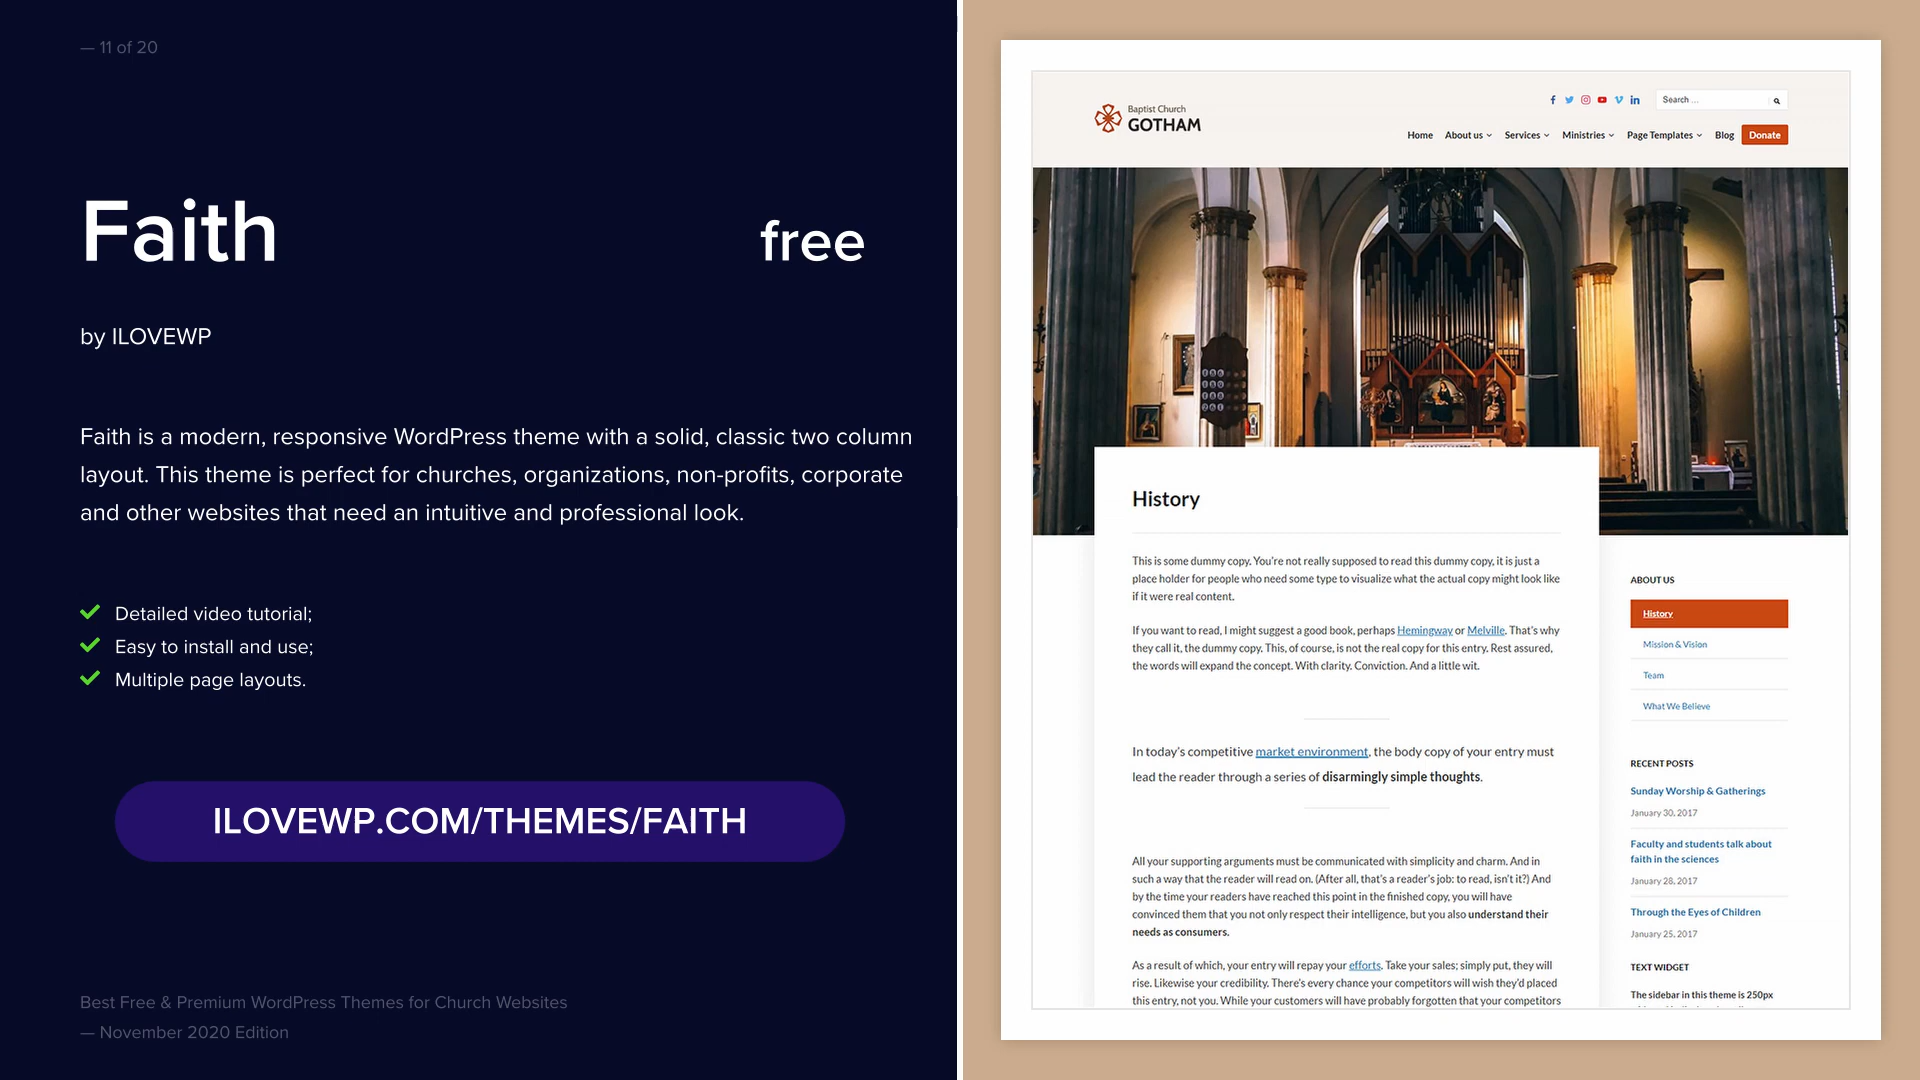 — 11 of 20
Faith
free
by ILOVEWP
Faith is a modern, responsive WordPress theme with a solid, classic two column
layout. This theme is perfect for churches, organizations, non-profits, corporate
and other websites that need an intuitive and professional look.
Detailed video tutorial;
Easy to install and use;
Multiple page layouts.
ILOVEWP.COM/THEMES/FAITH
Best Free & Premium WordPress Themes for Church Websites
— November 2020 Edition
Baptist Church
GOTHAM
Search ...
Home About us Services Ministries Page Templates Blog Donate
History
This is some dummy copy. You're not really supposed to read this dummy copy, it is just a
place holder for people who need some type to visualize what the actual copy might look like
if it were real content.
If you want to read, I might suggest a good book, perhaps Hemingway or Melville. That's why
they call it, the dummy copy. This, of course, is not the real copy for this entry. Rest assured,
the words will expand the concept. With clarity. Conviction. And a little wit.
In today's competitive market environment, the body copy of your entry must
lead the reader through a series of disarmingly simple thoughts.
All your supporting arguments must be communicated with simplicity and charm. And in
such a way that the reader will read on. (After all, that's a reader's job: to read, isn't it?) And
by the time your readers have reached this point in the finished copy, you will have
convinced them that you not only respect their intelligence, but you also understand their
needs as consumers.
As a result of which, your entry will repay your efforts. Take your sales; simply put, they will
rise. Likewise your credibility. There's every chance your competitors will wish they'd placed
this entry, not you. While your customers will have probably forgotten that your competitors
ABOUT US
History
Mission & Vision
Team
What We Believe
RECENT POSTS
Sunday Worship & Gatherings
January 30, 2017
Faculty and students talk about
faith in the sciences
January 28, 2017
Through the Eyes of Children
January 25, 2017
TEXT WIDGET
The sidebar in this theme is 250px